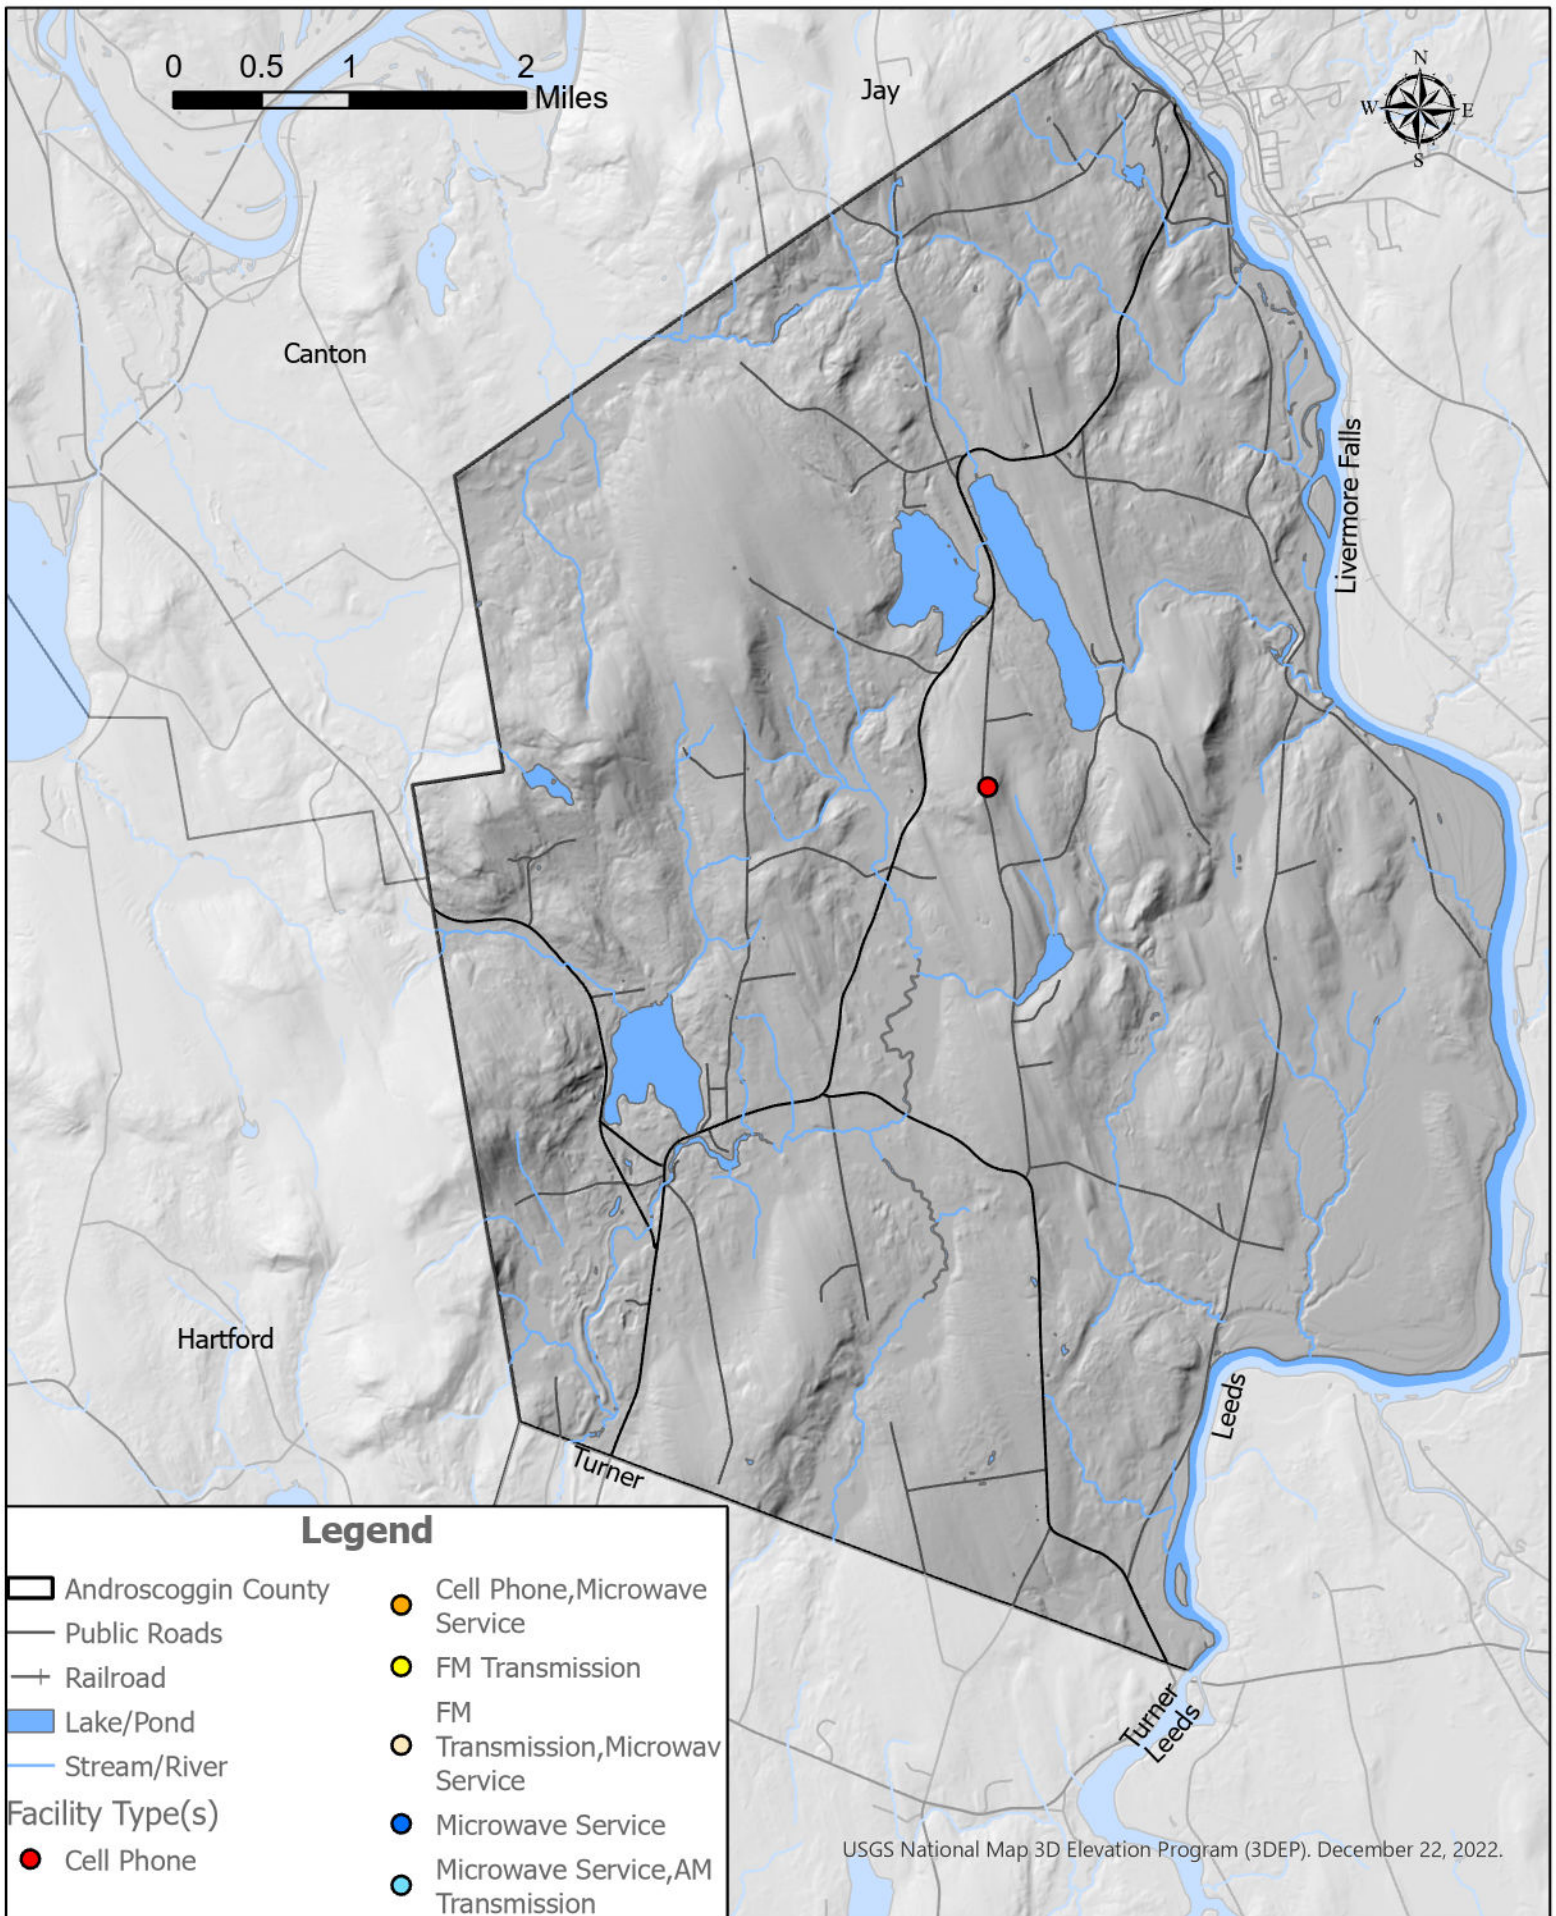 0 0.5 1 2
Miles
Jay
N
W E
S
Canton
Livermore Falls
Hartford
Leeds
Turner
Turner
Leeds
Legend
Androscoggin County
Public Roads
Railroad
Lake/Pond
Stream/River
Facility Type(s)
Cell Phone
Cell Phone,Microwave
Service
FM Transmission
FM
Transmission,Microwav
Service
Microwave Service
Microwave Service,AM
Transmission
USGS National Map 3D Elevation Program (3DEP). December 22, 2022.